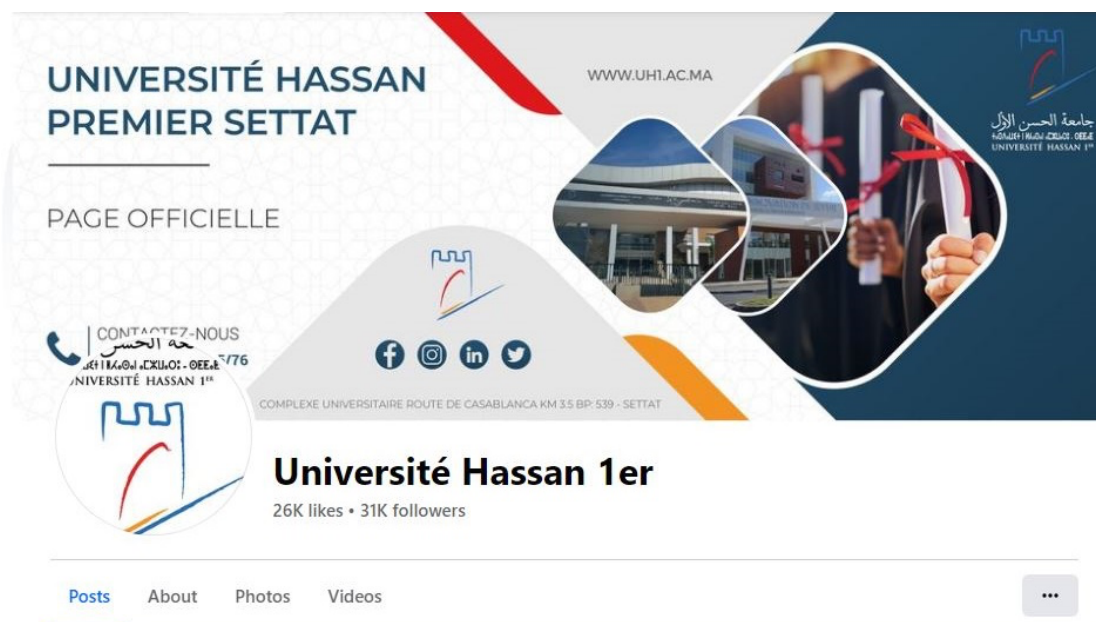 UNIVERSITÉ HASSAN
PREMIER SETTAT
PAGE OFFICIELLE
WWW.UH1.AC.MA
جامعة الحسن الأول
UNIVERSITÉ HASSAN 1ER
CONTACTEZ-NOUS
/76
UNIVERSITÉ HASSAN 1ER
COMPLEXE UNIVERSITAIRE ROUTE DE CASABLANCA KM 3.5 BP: 539 - SETTAT
Université Hassan 1er
26K likes • 31K followers
Posts About Photos Videos